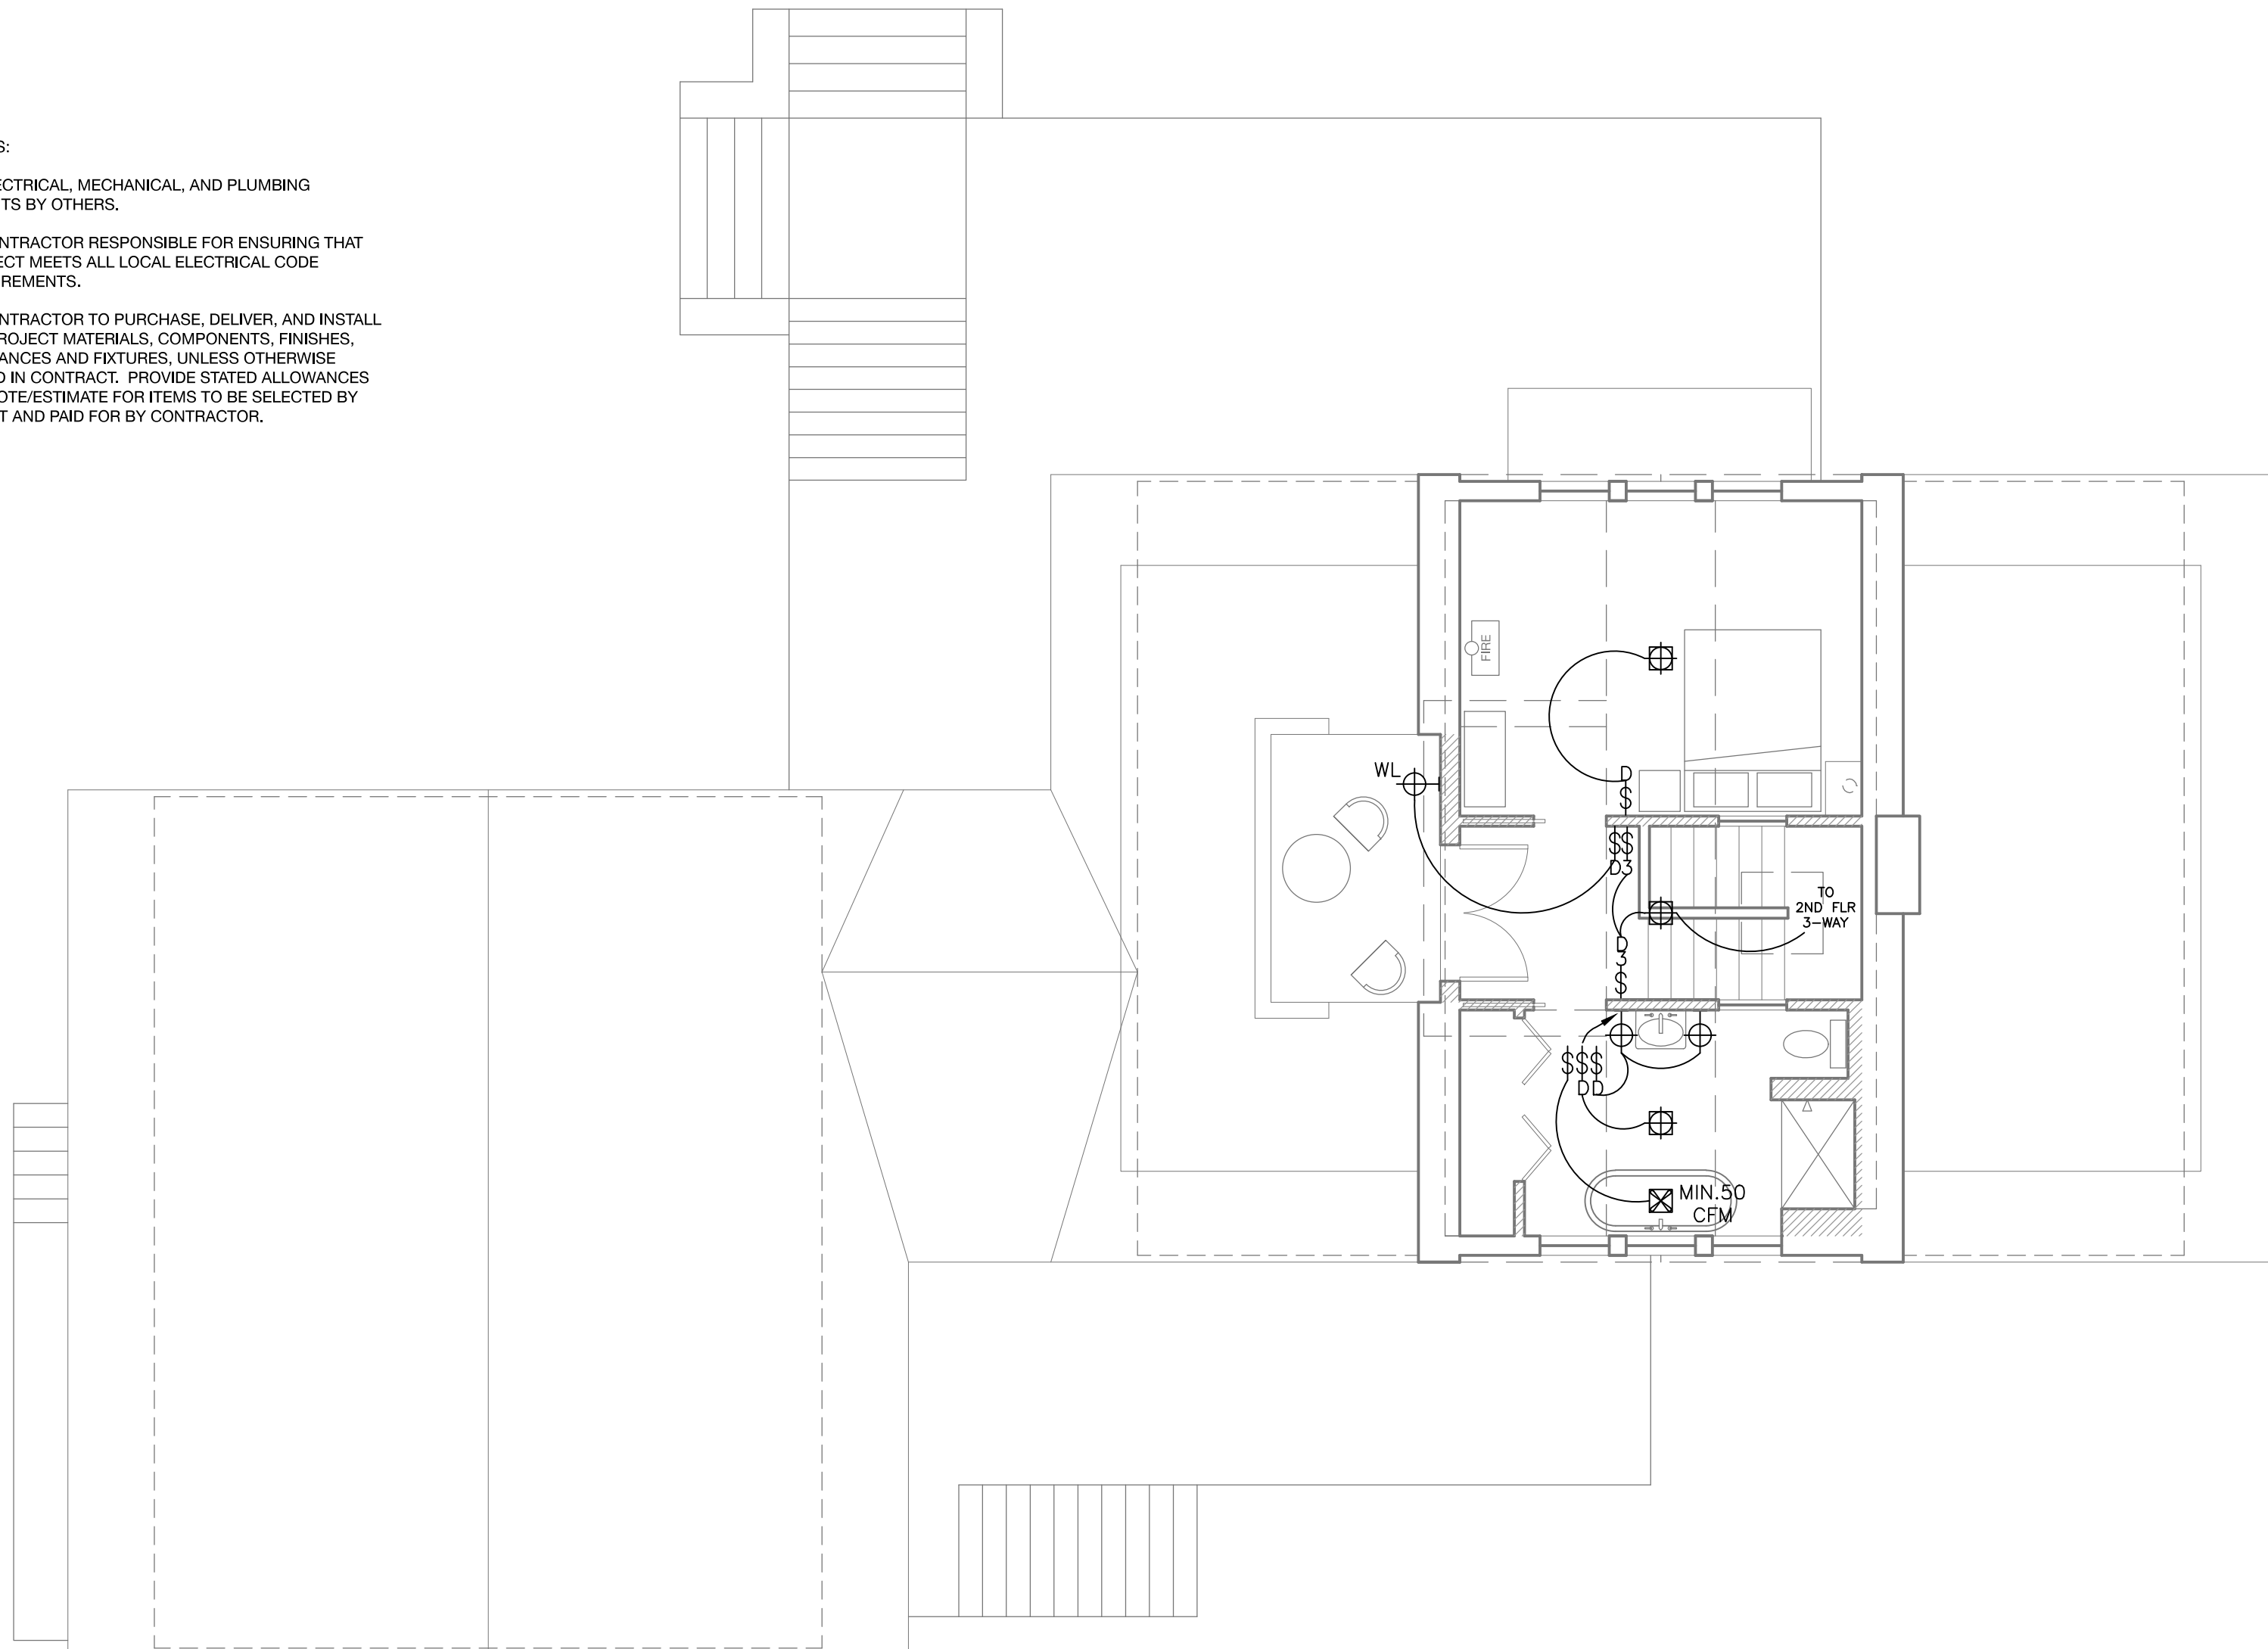 S:
ECTRICAL, MECHANICAL, AND PLUMBING
TS BY OTHERS.
NTRACTOR RESPONSIBLE FOR ENSURING THAT
ECT MEETS ALL LOCAL ELECTRICAL CODE
REMENTS.
NTRACTOR TO PURCHASE, DELIVER, AND INSTALL
ROJECT MATERIALS, COMPONENTS, FINISHES,
ANCES AND FIXTURES, UNLESS OTHERWISE
D IN CONTRACT.  PROVIDE STATED ALLOWANCES
OTE/ESTIMATE FOR ITEMS TO BE SELECTED BY
T AND PAID FOR BY CONTRACTOR.
FIRE
WL
D
$
$$
D3
TO
2ND FLR
3-WAY
D
3
$
$$$
DD
MIN.50
CFM